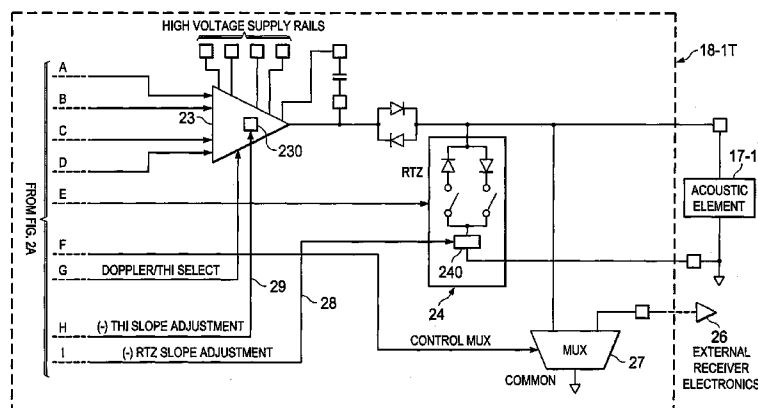 HIGH VOLTAGE SUPPLY RAILS
18-1T
A
B
C
D
23
230
RTZ
17-1
ACOUSTIC
ELEMENT
FROM FIG. 2A
E
F
G DOPPLER/THI SELECT
29
28
240
24
H (-) THI SLOPE ADJUSTMENT
I (-) RTZ SLOPE ADJUSTMENT
CONTROL MUX
MUX
27
COMMON
26
EXTERNAL
RECEIVER
ELECTRONICS